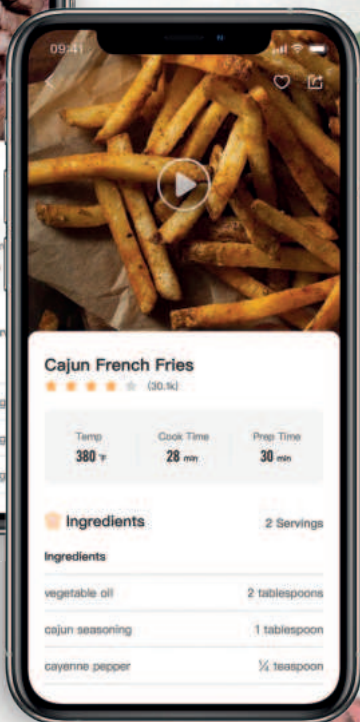 09:41
Cajun French Fries
(30.1k)
Temp Cook Time Prep Time
380 °F 28 min 30 min
Ingredients 2 Servings
Ingredients
vegetable oil 2 tablespoons
cajun seasoning 1 tablespoon
cayenne pepper ¼ teaspoon